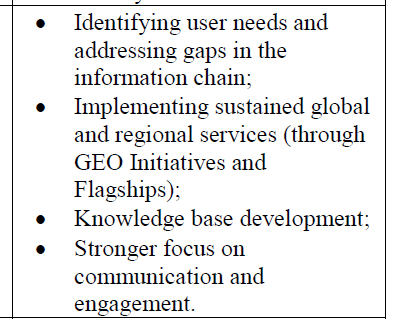 • Identifying user needs and
addressing gaps in the
information chain;
• Implementing sustained global
and regional services (through
GEO Initiatives and
Flagships);
• Knowledge base development;
• Stronger focus on
communication and
engagement.